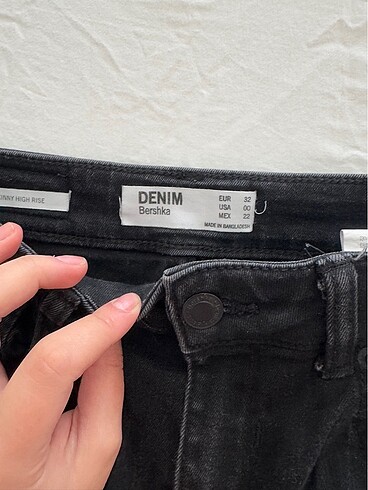 DENIM
Bershka
EUR 32
USA 00
MEX 22
MADE IN BANGLADESH
NNY HIGH RISE